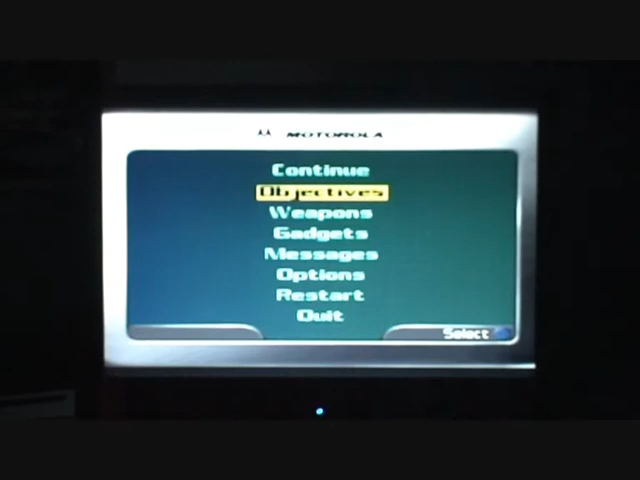 MOTOROLA
Continue
Objectives
Weapons
Gadgets
Messages
Options
Restart
Quit
Select